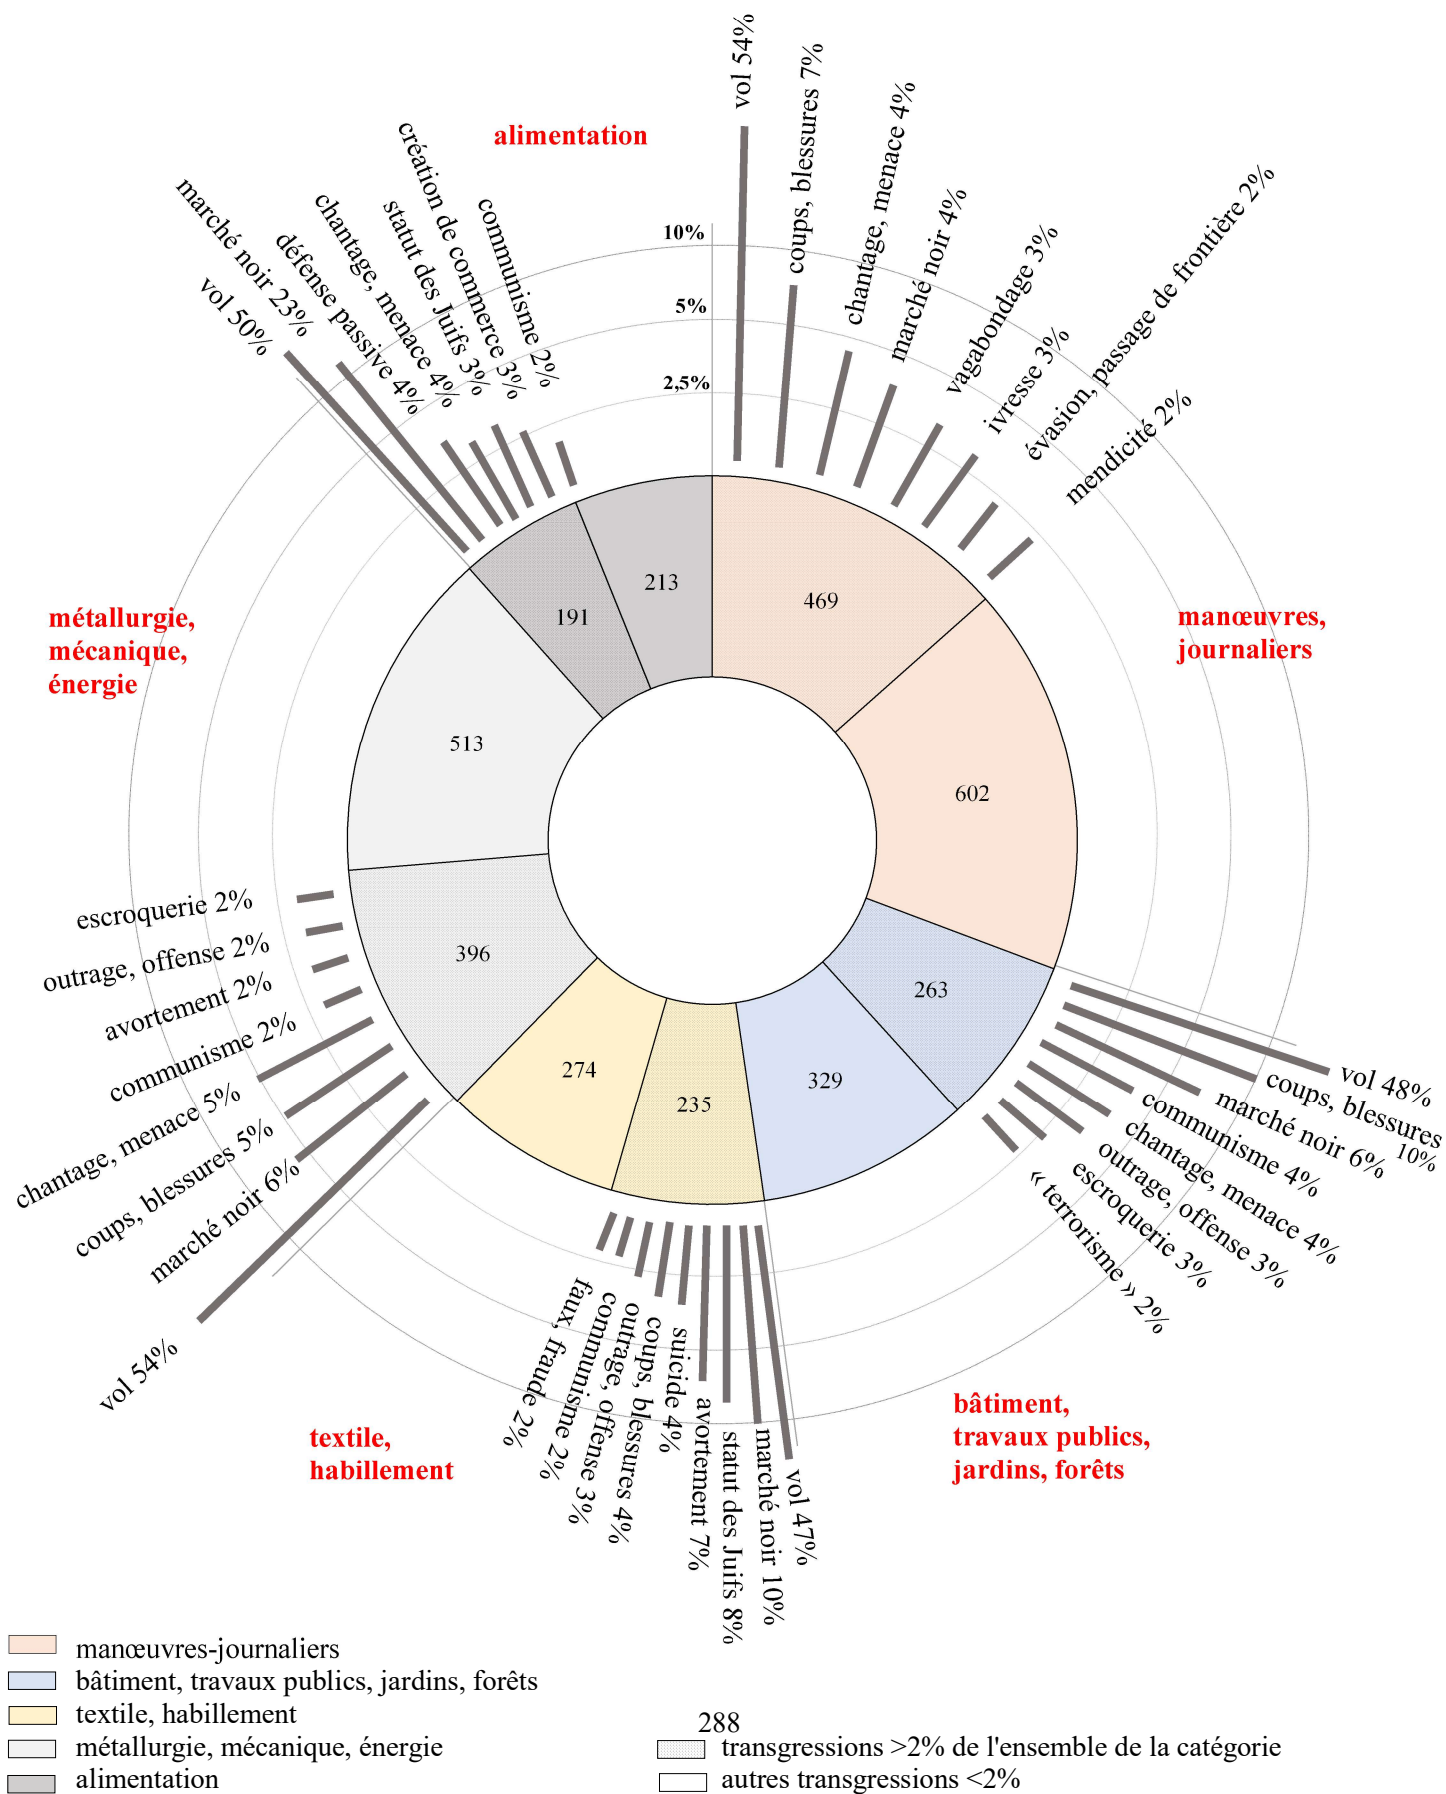 alimentation
vol 54%
coups, blessures 7%
chantage, menace 4%
marché noir 4%
vagabondage 3%
ivresse 3%
évasion, passage de frontière 2%
mendicité 2%
10%
5%
2,5%
communisme 2%
création de commerce 3%
statut des Juifs 3%
chantage, menace 4%
défense passive 4%
marché noir 23%
vol 50%
métallurgie,
mécanique,
énergie
manœuvres,
journaliers
213
191
469
513
602
396
263
274
235
329
escroquerie 2%
outrage, offense 2%
avortement 2%
communisme 2%
chantage, menace 5%
coups, blessures 5%
marché noir 6%
vol 54%
vol 48%
coups, blessures
10%
marché noir 6%
communisme 4%
chantage, menace 4%
outrage, offense 3%
escroquerie 3%
« terrorisme » 2%
faux, fraude 2%
communisme 2%
outrage, offense 3%
coups, blessures 4%
suicide 4%
avortement 7%
statut des Juifs 8%
marché noir 10%
vol 47%
textile,
habillement
bâtiment,
travaux publics,
jardins, forêts
manœuvres-journaliers
bâtiment, travaux publics, jardins, forêts
textile, habillement
métallurgie, mécanique, énergie
alimentation
288
transgressions >2% de l'ensemble de la catégorie
autres transgressions <2%